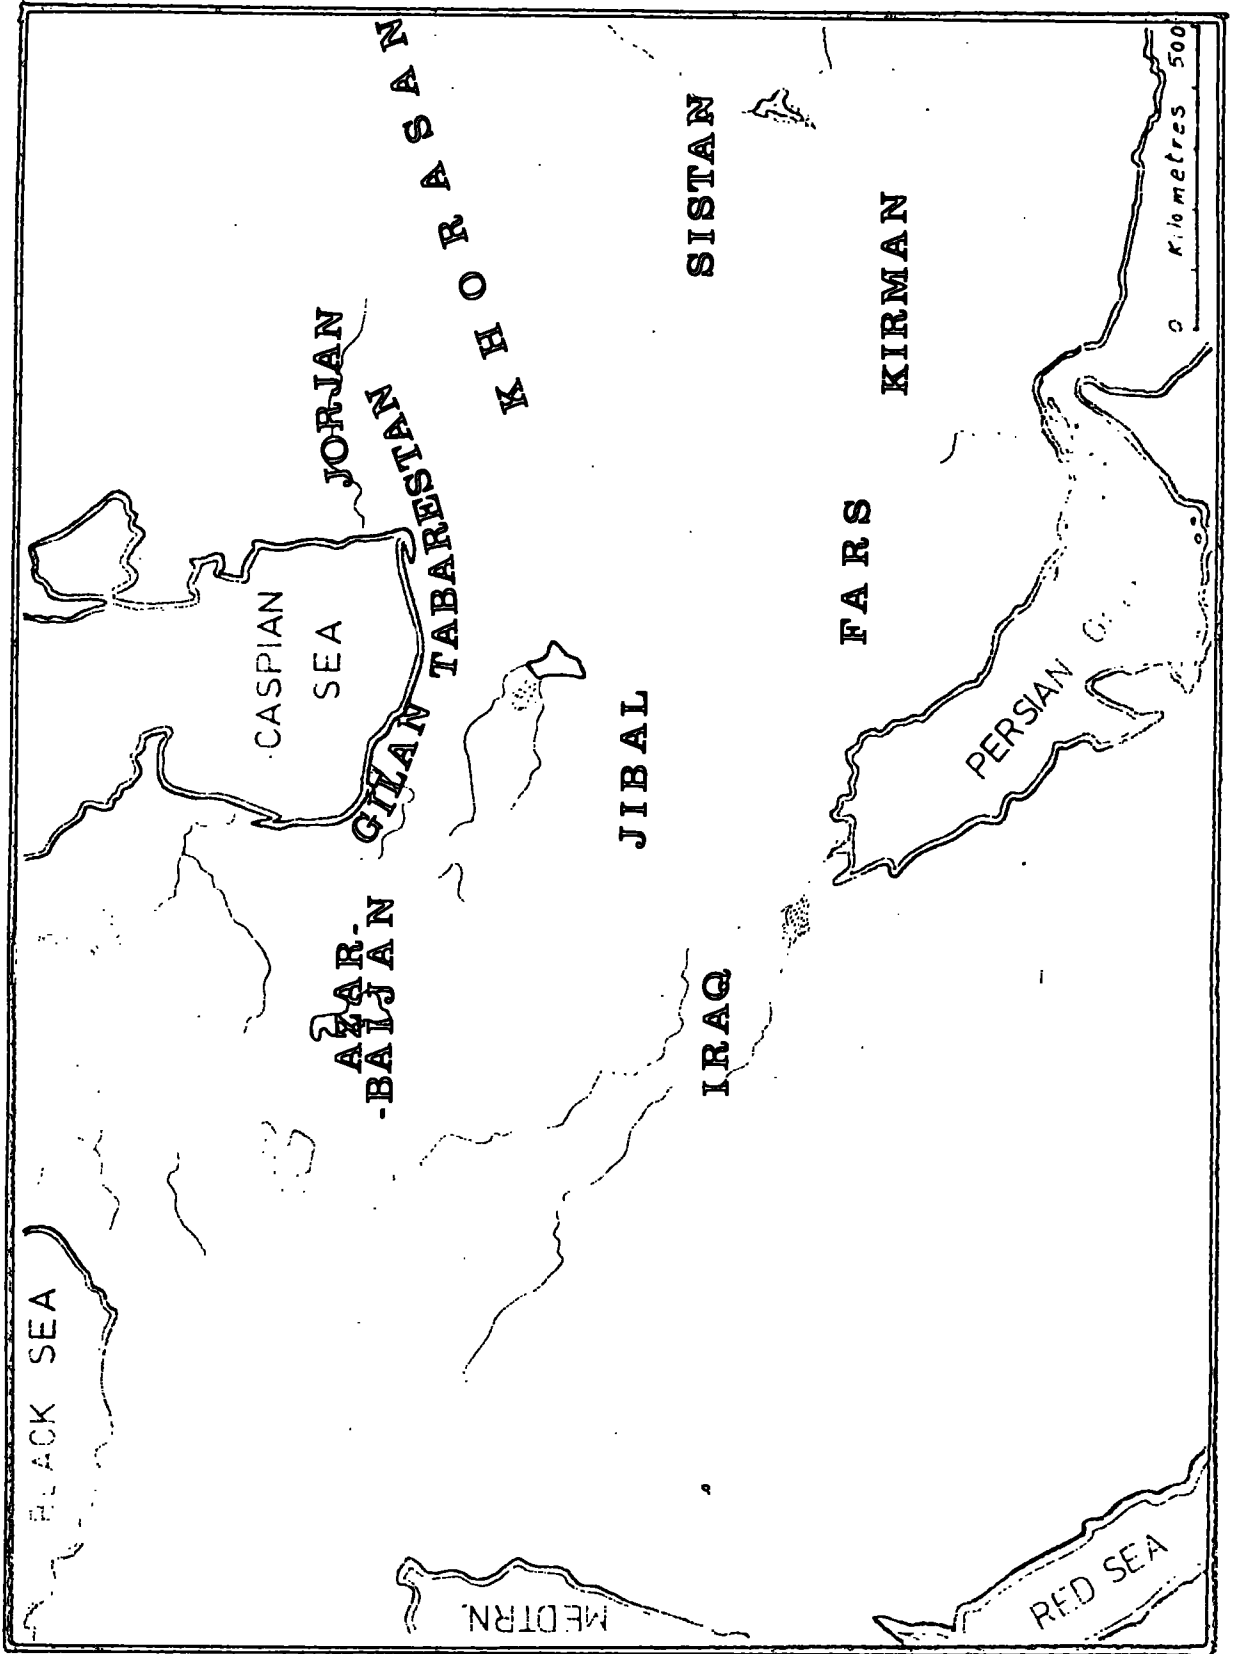 BLACK SEA
CASPIAN
SEA
JORJAN
KHORASAN
TABARESTAN
GILAN
AZAR-
-BAIJAN
MEDTRN.
JIBAL
SISTAN
IRAQ
FARS
KIRMAN
PERSIAN G.
RED SEA
0 Kilometres 500